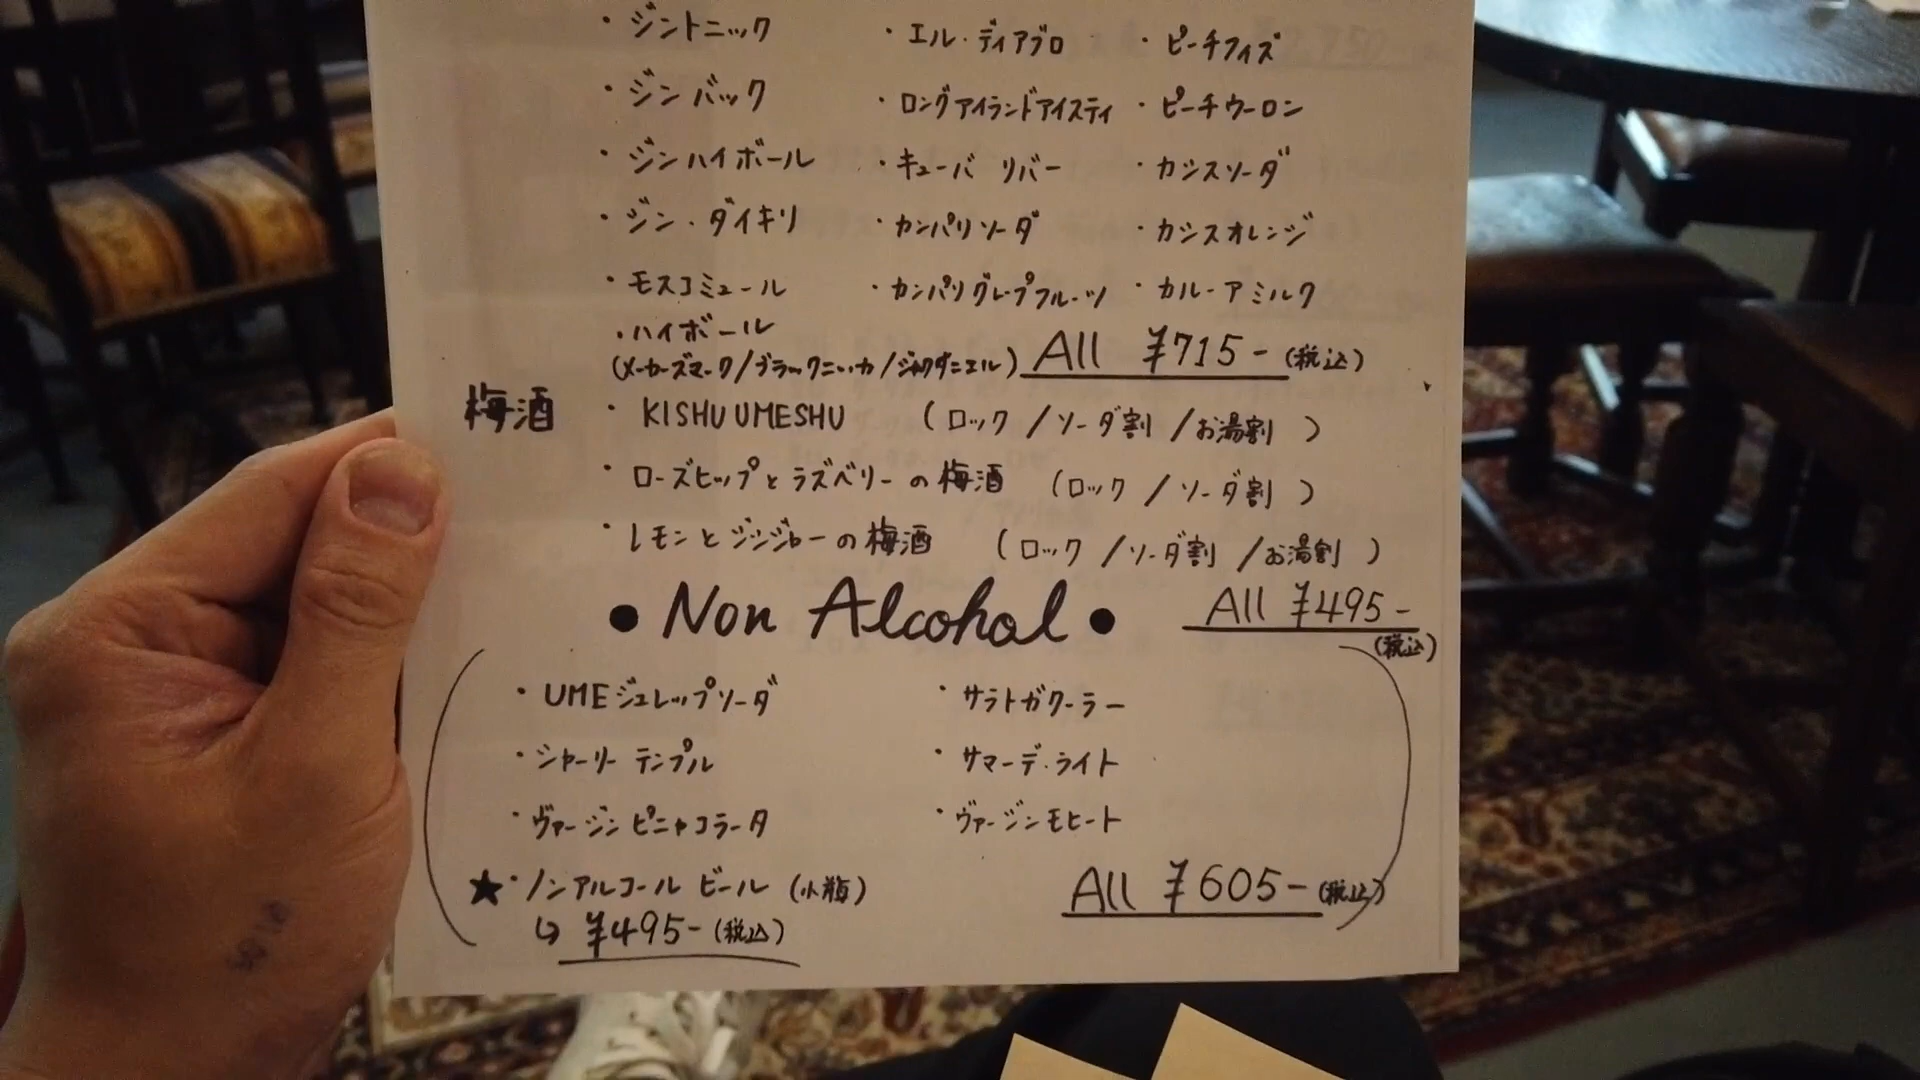 ・ジントニック ・エル・ディアブロ ・ピーチフィズ
・ジンバック ・ロングアイランドアイスティ ・ピーチウーロン
・ジンハイボール ・キューバ リバー ・カシスソーダ
・ジン・ダイキリ ・カンパリソーダ ・カシスオレンジ
・モスコミュール ・カンパリグレープフルーツ ・カルーアミルク
・ハイボール
(メーカーズマーク/ブラックニッカ/ジャックダニエル) All ¥715- (税込)
梅酒 ・KISHU UMESHU (ロック / ソーダ割 / お湯割)
・ローズヒップとラズベリーの梅酒 (ロック / ソーダ割)
・レモンとジンジャーの梅酒 (ロック / ソーダ割 / お湯割)
● Non Alcohol ● All ¥495-
(税込)
・UMEジュレップソーダ ・サラトガクーラー
・シャーリーテンプル ・サマーデ・ライト
・ヴァージンピニャコラータ ・ヴァージンモヒート
★・ノンアルコールビール (小瓶) All ¥605- (税込)
↳ ¥495- (税込)